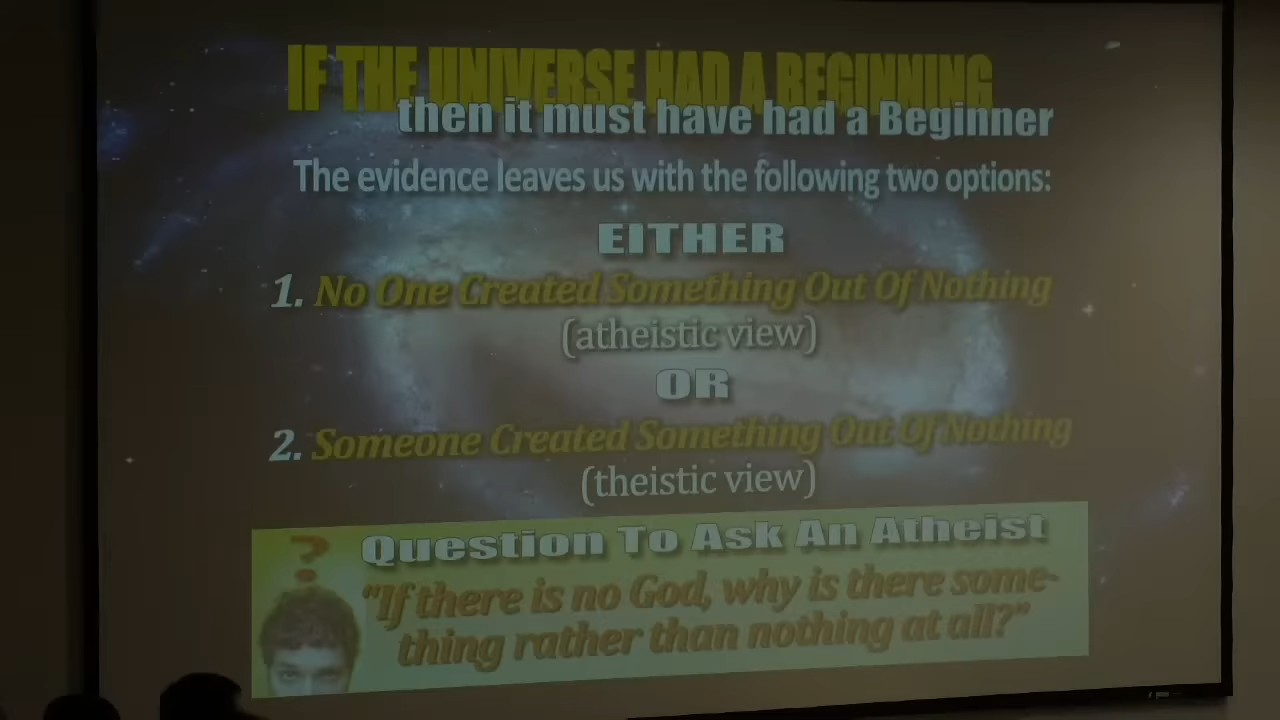 IF THE UNIVERSE HAD A BEGINNING
then it must have had a Beginner
The evidence leaves us with the following two options:
EITHER
1. No One Created Something Out Of Nothing
(atheistic view)
OR
2. Someone Created Something Out Of Nothing
(theistic view)
? Question To Ask An Atheist
"If there is no God, why is there some-
thing rather than nothing at all?"